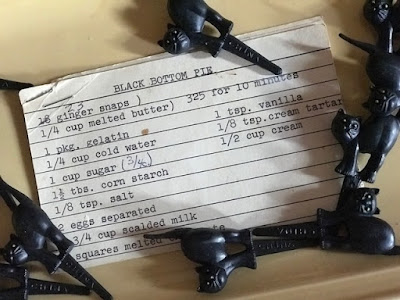 BLACK BOTTOM PIE
23
18 ginger snaps )
1/4 cup melted butter) 325 for 10 minutes
1 pkg. gelatin 1 tsp. vanilla
1/4 cup cold water 1/8 tsp.cream tartar
1 cup sugar (3/4) 1/2 cup cream
1½ tbs. corn starch
1/8 tsp. salt
2 eggs separated
3/4 cup scalded milk
squares melted